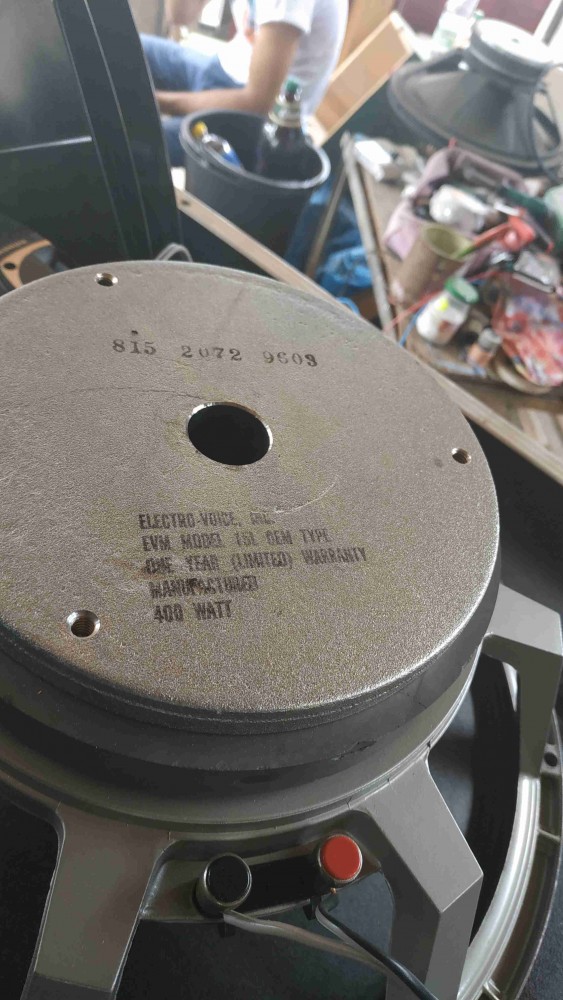 815 2072 9603
ELECTRO-VOICE, INC.
EVM MODEL 15L OEM TYPE
ONE YEAR (LIMITED) WARRANTY
MANUFACTURED
400 WATT